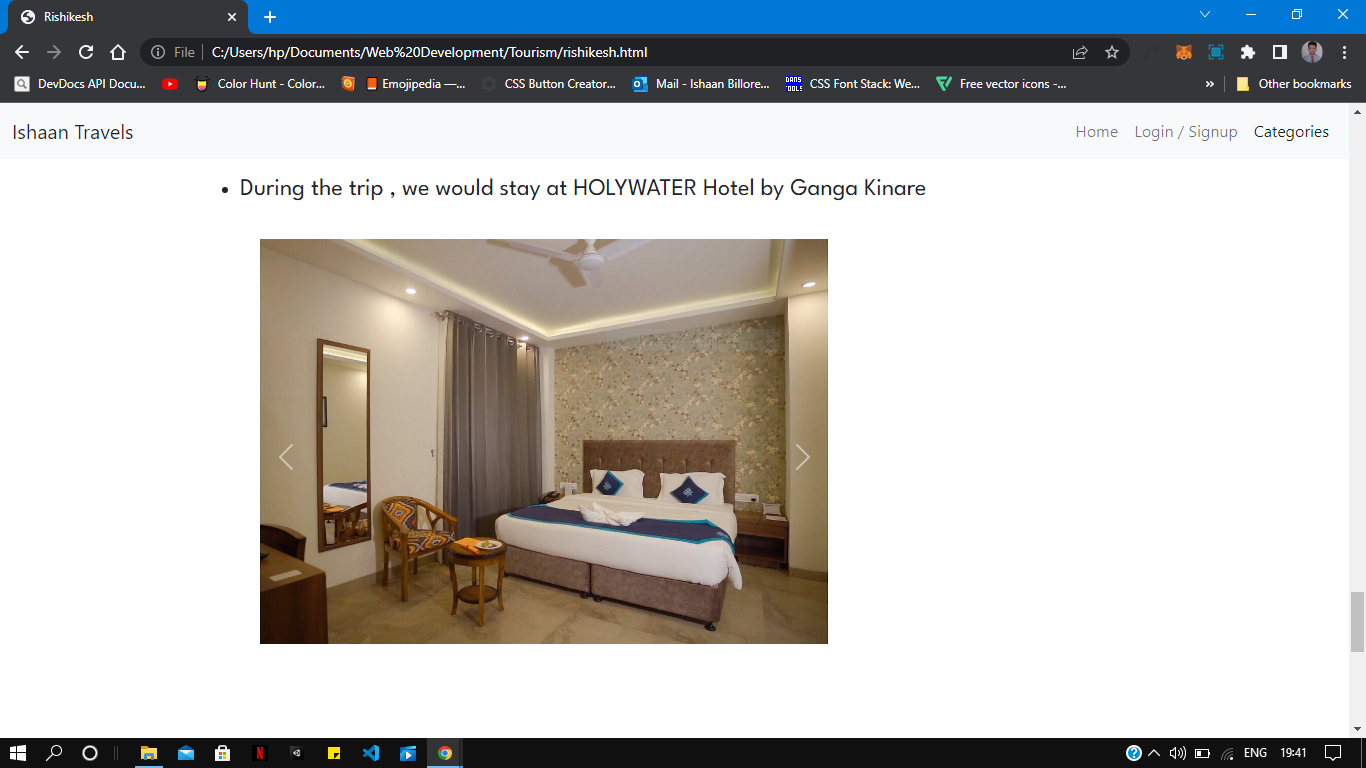 Rishikesh
File
C:/Users/hp/Documents/Web%20Development/Tourism/rishikesh.html
DevDocs API Docu...
Color Hunt - Color...
Emojipedia —...
CSS Button Creator...
Mail - Ishaan Billore...
DANS TOOLS
CSS Font Stack: We...
Free vector icons -...
»
Other bookmarks
Ishaan Travels
Home
Login / Signup
Categories
• During the trip , we would stay at HOLYWATER Hotel by Ganga Kinare
ENG
19:41